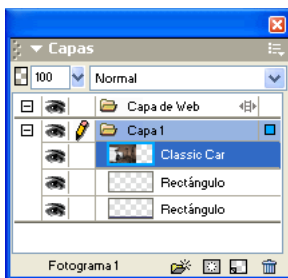 Capas
100 Normal
Capa de Web
Capa 1
Classic Car
Rectángulo
Rectángulo
Fotograma 1